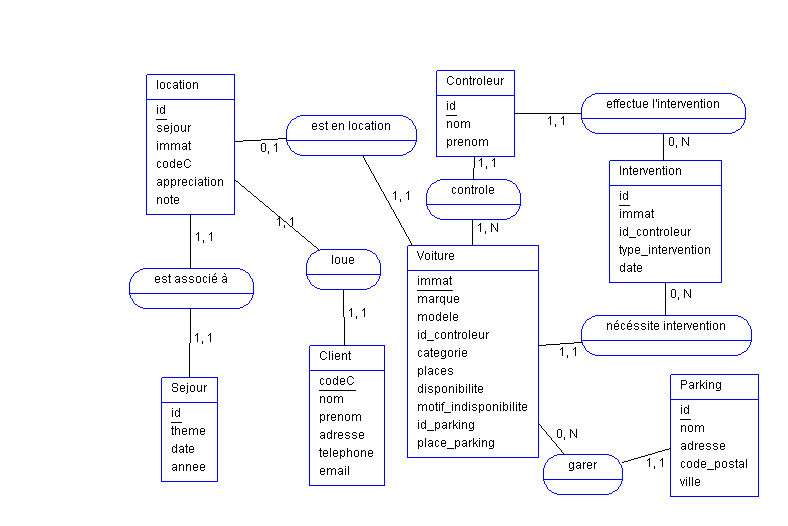 location
id
sejour
immat
codeC
appreciation
note
est en location
0, 1
1, 1
Controleur
id
nom
prenom
effectue l'intervention
1, 1
0, N
Intervention
id
immat
id_controleur
type_intervention
date
1, 1
controle
1, N
1, 1
loue
1, 1
1, 1
est associé à
1, 1
Voiture
immat
marque
modele
id_controleur
categorie
places
disponibilite
motif_indisponibilite
id_parking
place_parking
0, N
nécéssite intervention
1, 1
Client
codeC
nom
prenom
adresse
telephone
email
Sejour
id
theme
date
annee
Parking
id
nom
adresse
code_postal
ville
0, N
garer
1, 1